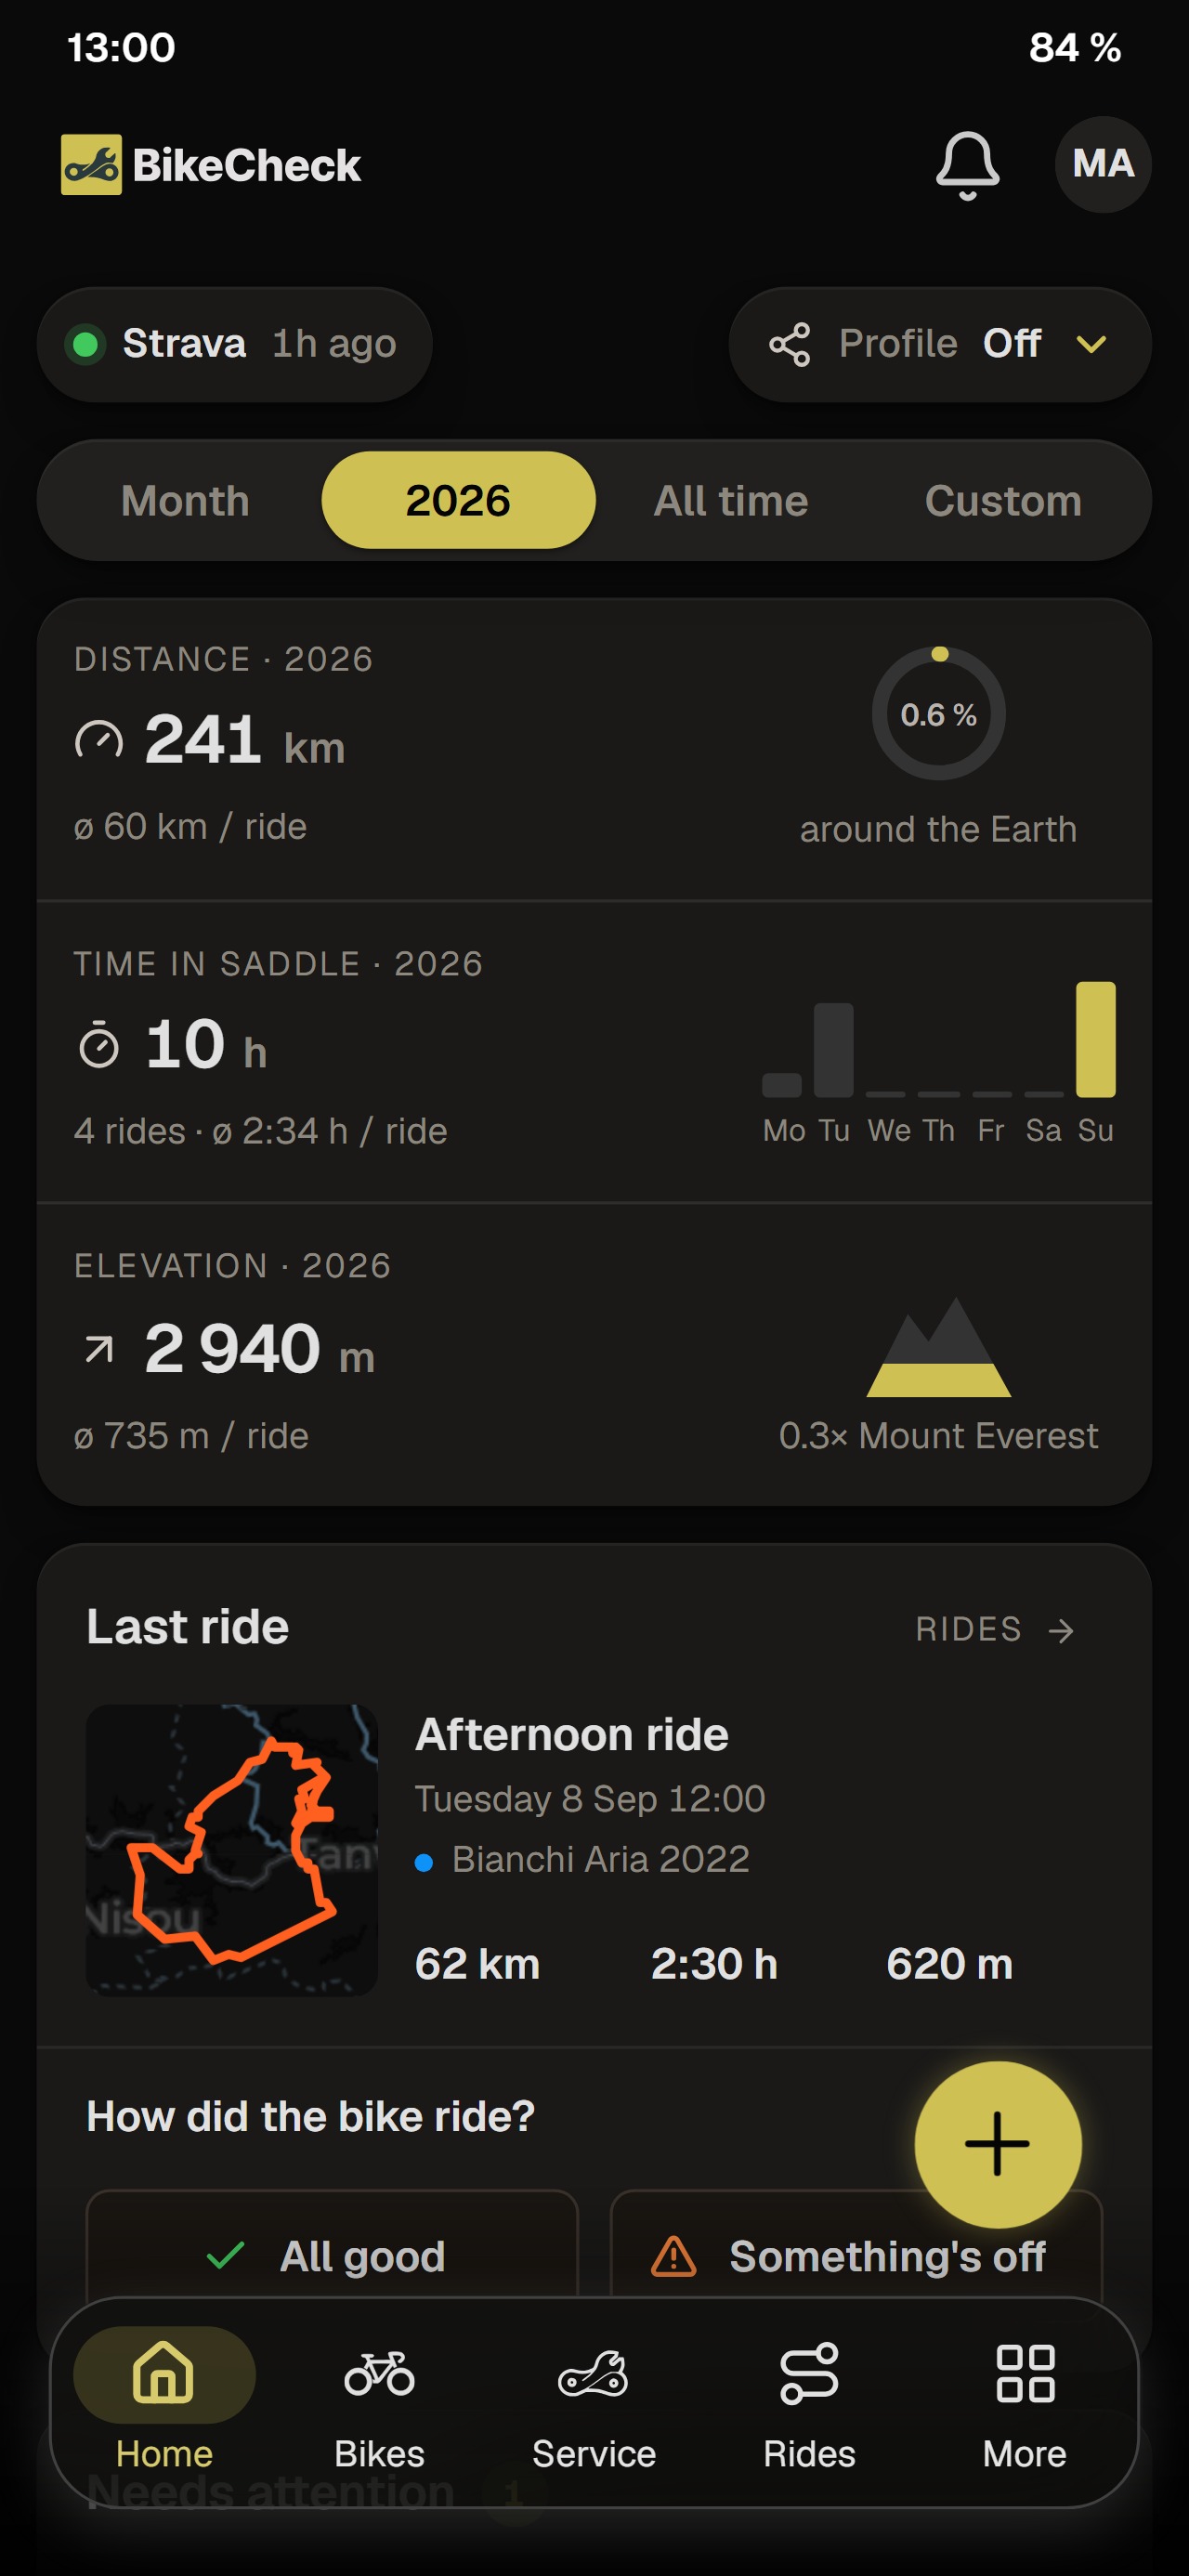 13:00 84 %
BikeCheck MA
Strava 1h ago Profile Off
Month 2026 All time Custom
DISTANCE · 2026
241 km
ø 60 km / ride
0.6 %
around the Earth
TIME IN SADDLE · 2026
10 h
4 rides · ø 2:34 h / ride
Mo Tu We Th Fr Sa Su
ELEVATION · 2026
2 940 m
ø 735 m / ride
0.3× Mount Everest
Last ride RIDES
Afternoon ride
Tuesday 8 Sep 12:00
Bianchi Aria 2022
62 km 2:30 h 620 m
Nisou
How did the bike ride?
All good Something's off
Home Bikes Service Rides More
Needs attention 1